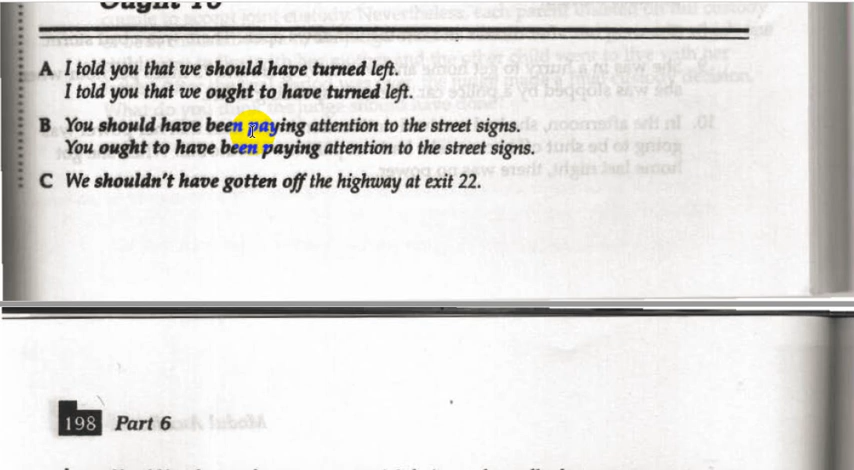 Ought To
A I told you that we should have turned left.
I told you that we ought to have turned left.
B You should have been paying attention to the street signs.
You ought to have been paying attention to the street signs.
C We shouldn't have gotten off the highway at exit 22.
198 Part 6